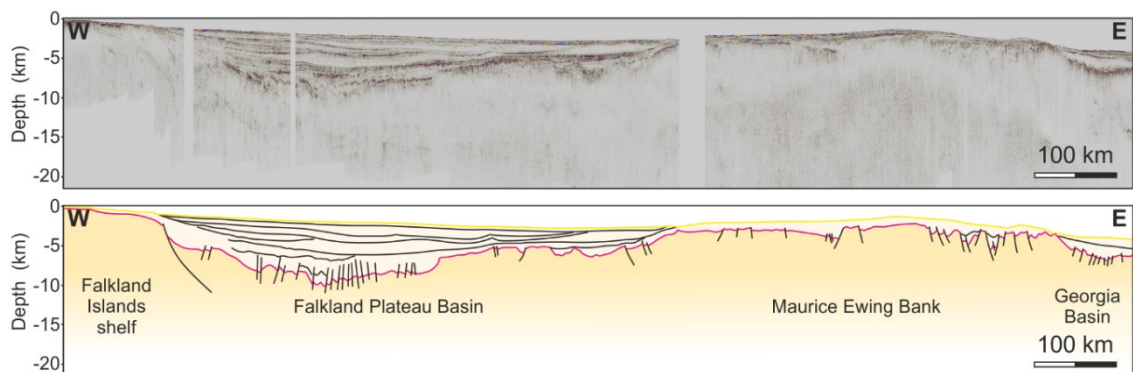 0
W
E
-5
-10
-15
-20
Depth (km)
100 km
0
W
E
-5
-10
-15
-20
Depth (km)
Falkland
Islands
shelf
Falkland Plateau Basin
Maurice Ewing Bank
Georgia
Basin
100 km